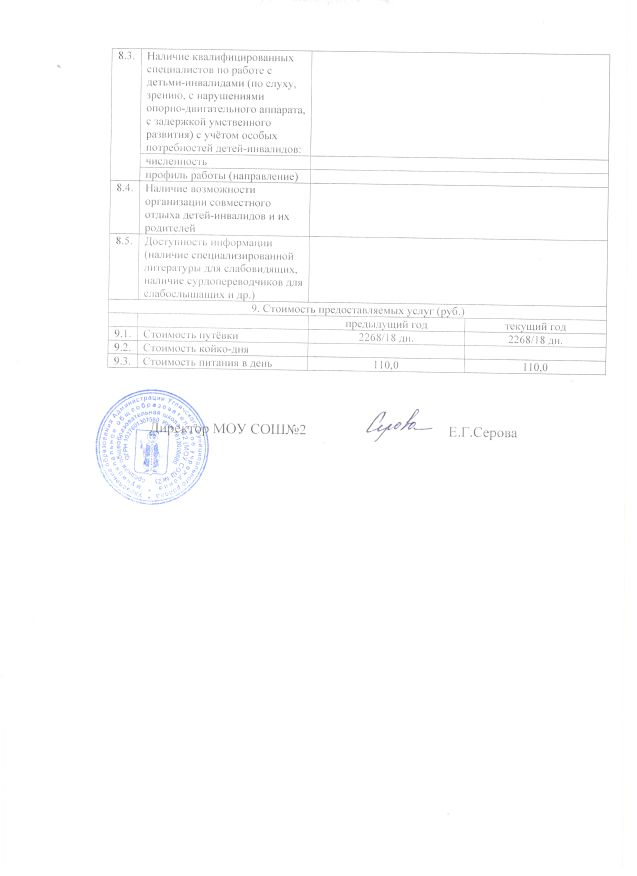 8.3. Наличие квалифицированных
специалистов по работе с
детьми-инвалидами (по слуху,
зрению, с нарушениями
опорно-двигательного аппарата,
с задержкой умственного
развития) с учётом особых
потребностей детей-инвалидов:
численность
профиль работы (направление)
8.4. Наличие возможности
организации совместного
отдыха детей-инвалидов и их
родителей
8.5. Доступность информации
(наличие специализированной
литературы для слабовидящих,
наличие сурдопереводчиков для
слабослышащих и др.)
9. Стоимость предоставляемых услуг (руб.)
предыдущий год текущий год
9.1. Стоимость путёвки 2268/18 дн. 2268/18 дн.
9.2. Стоимость койко-дня
9.3. Стоимость питания в день 110,0 110,0
Директор МОУ СОШ№2 Серова Е.Г.Серова